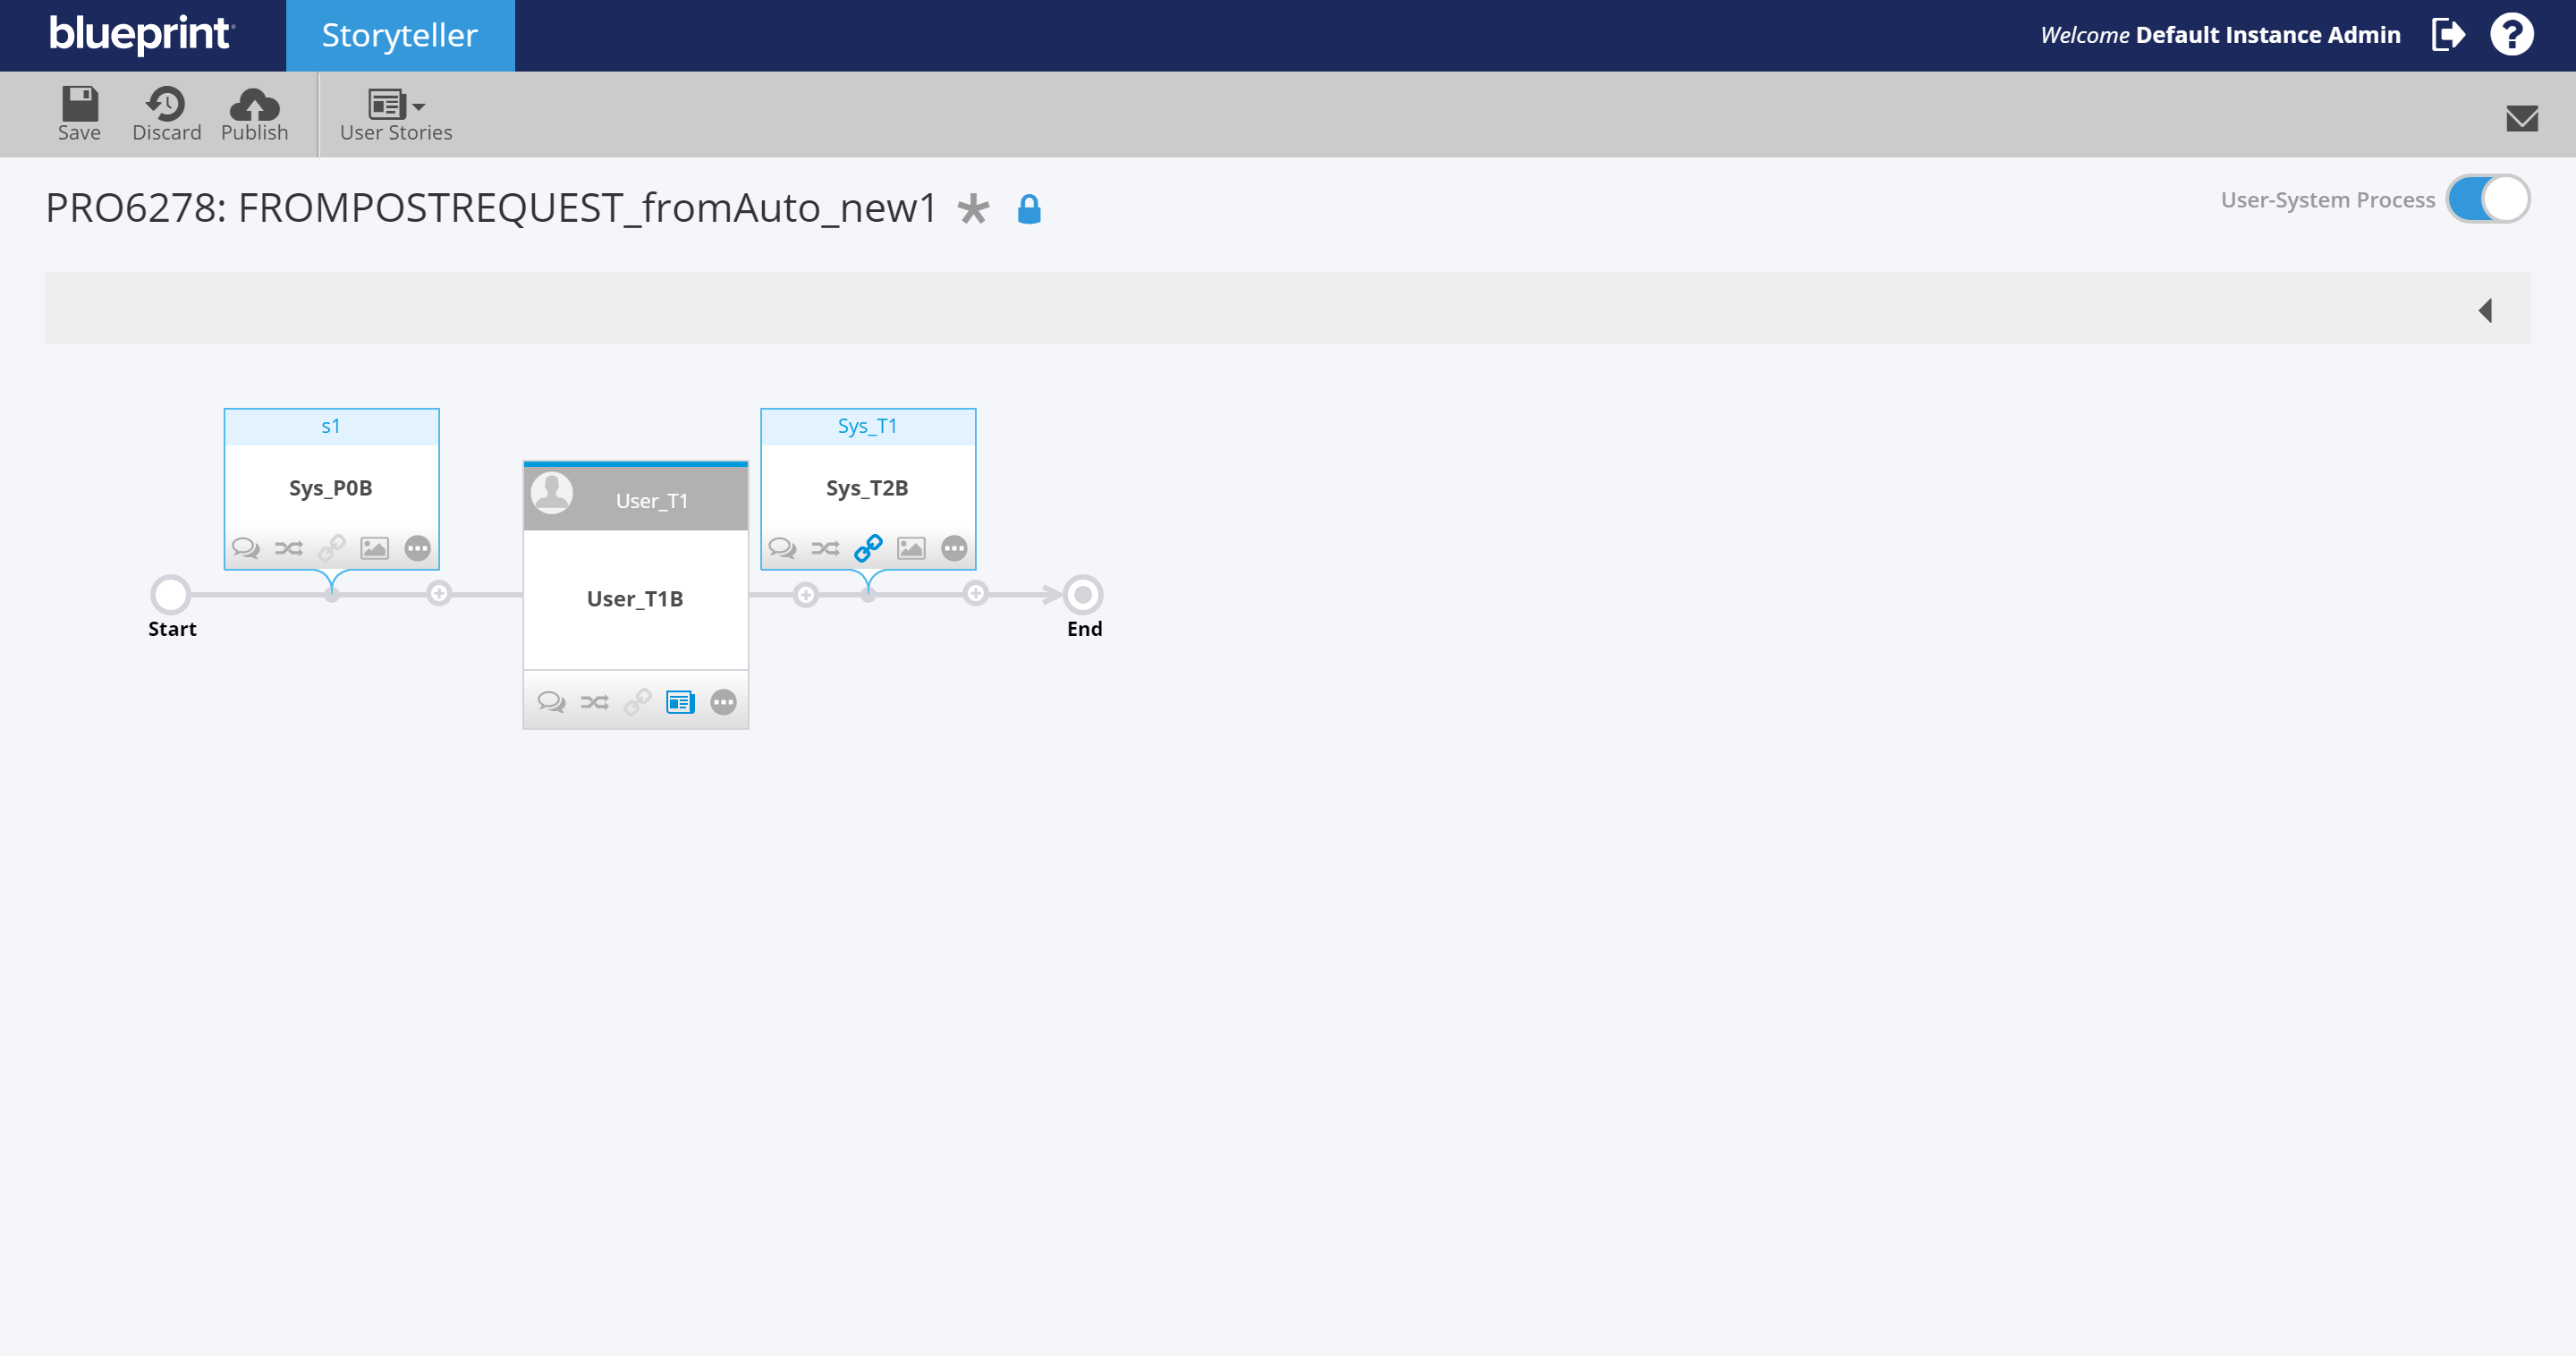 blueprint
Storyteller
Welcome Default Instance Admin
Save
Discard
Publish
User Stories
PRO6278: FROMPOSTREQUEST_fromAuto_new1 *
User-System Process
s1
Sys_P0B
User_T1
User_T1B
Sys_T1
Sys_T2B
Start
End